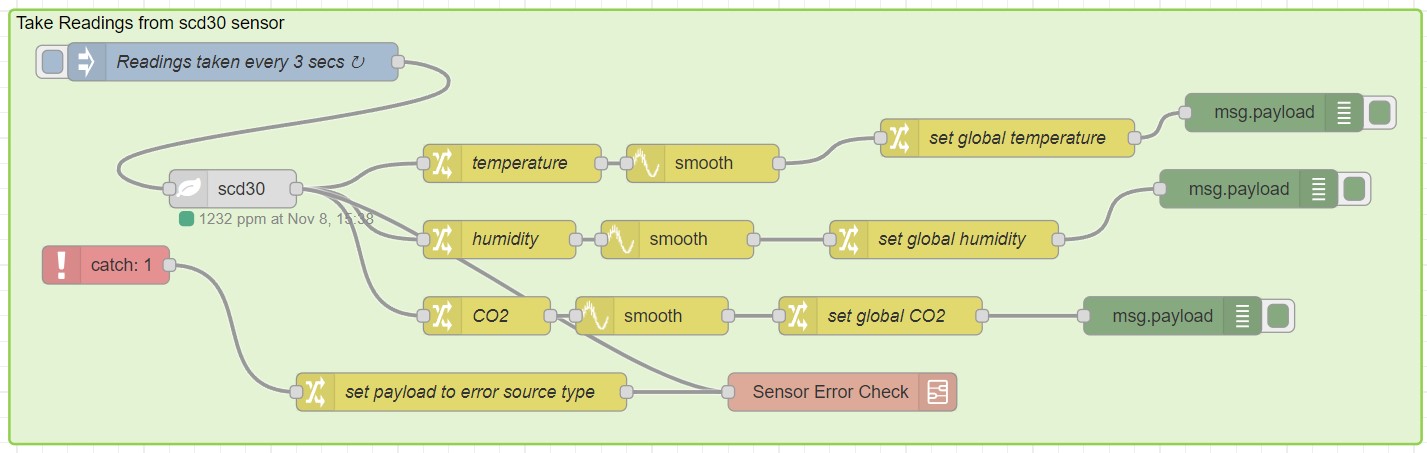 Take Readings from scd30 sensor
Readings taken every 3 secs ↻
msg.payload
set global temperature
temperature
smooth
scd30
msg.payload
1232 ppm at Nov 8, 15:38
humidity
smooth
set global humidity
catch: 1
CO2
smooth
set global CO2
msg.payload
set payload to error source type
Sensor Error Check